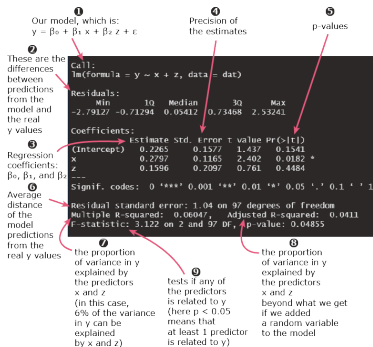 ❶
Our model, which is:
y = β₀ + β₁ x + β₂ z + ε
❹
Precision of
the estimates
❺
p-values
❷
These are the
differences
between
predictions
from the
model and
the real
y values
Call:
lm(formula = y ~ x + z, data = dat)
Residuals:
Min 1Q Median 3Q Max
-2.79127 -0.71294 0.05412 0.73468 2.53241
Coefficients:
Estimate Std. Error t value Pr(>|t|)
(Intercept) 0.2265 0.1577 1.437 0.1541
x 0.2797 0.1165 2.402 0.0182 *
z 0.1596 0.2097 0.761 0.4484
---
Signif. codes: 0 '***' 0.001 '**' 0.01 '*' 0.05 '.' 0.1 ' ' 1
Residual standard error: 1.04 on 97 degrees of freedom
Multiple R-squared: 0.06047, Adjusted R-squared: 0.0411
F-statistic: 3.122 on 2 and 97 DF, p-value: 0.04855
❸
Regression
coefficients:
β₀, β₁, and β₂
❻
Average
distance
of the
model
predictions
from the
real y values
❼
the proportion
of variance in y
explained by
the predictors
x and z
(in this case,
6% of the variance
in y can be
explained
by x and z)
❾
tests if any of
the predictors
is related to y
(here p < 0.05
means that
at least 1 predictor
is related to y)
❽
the proportion
of variance in y
explained by the
predictors
x and z
beyond what we get
if we added
a random variable
to the model